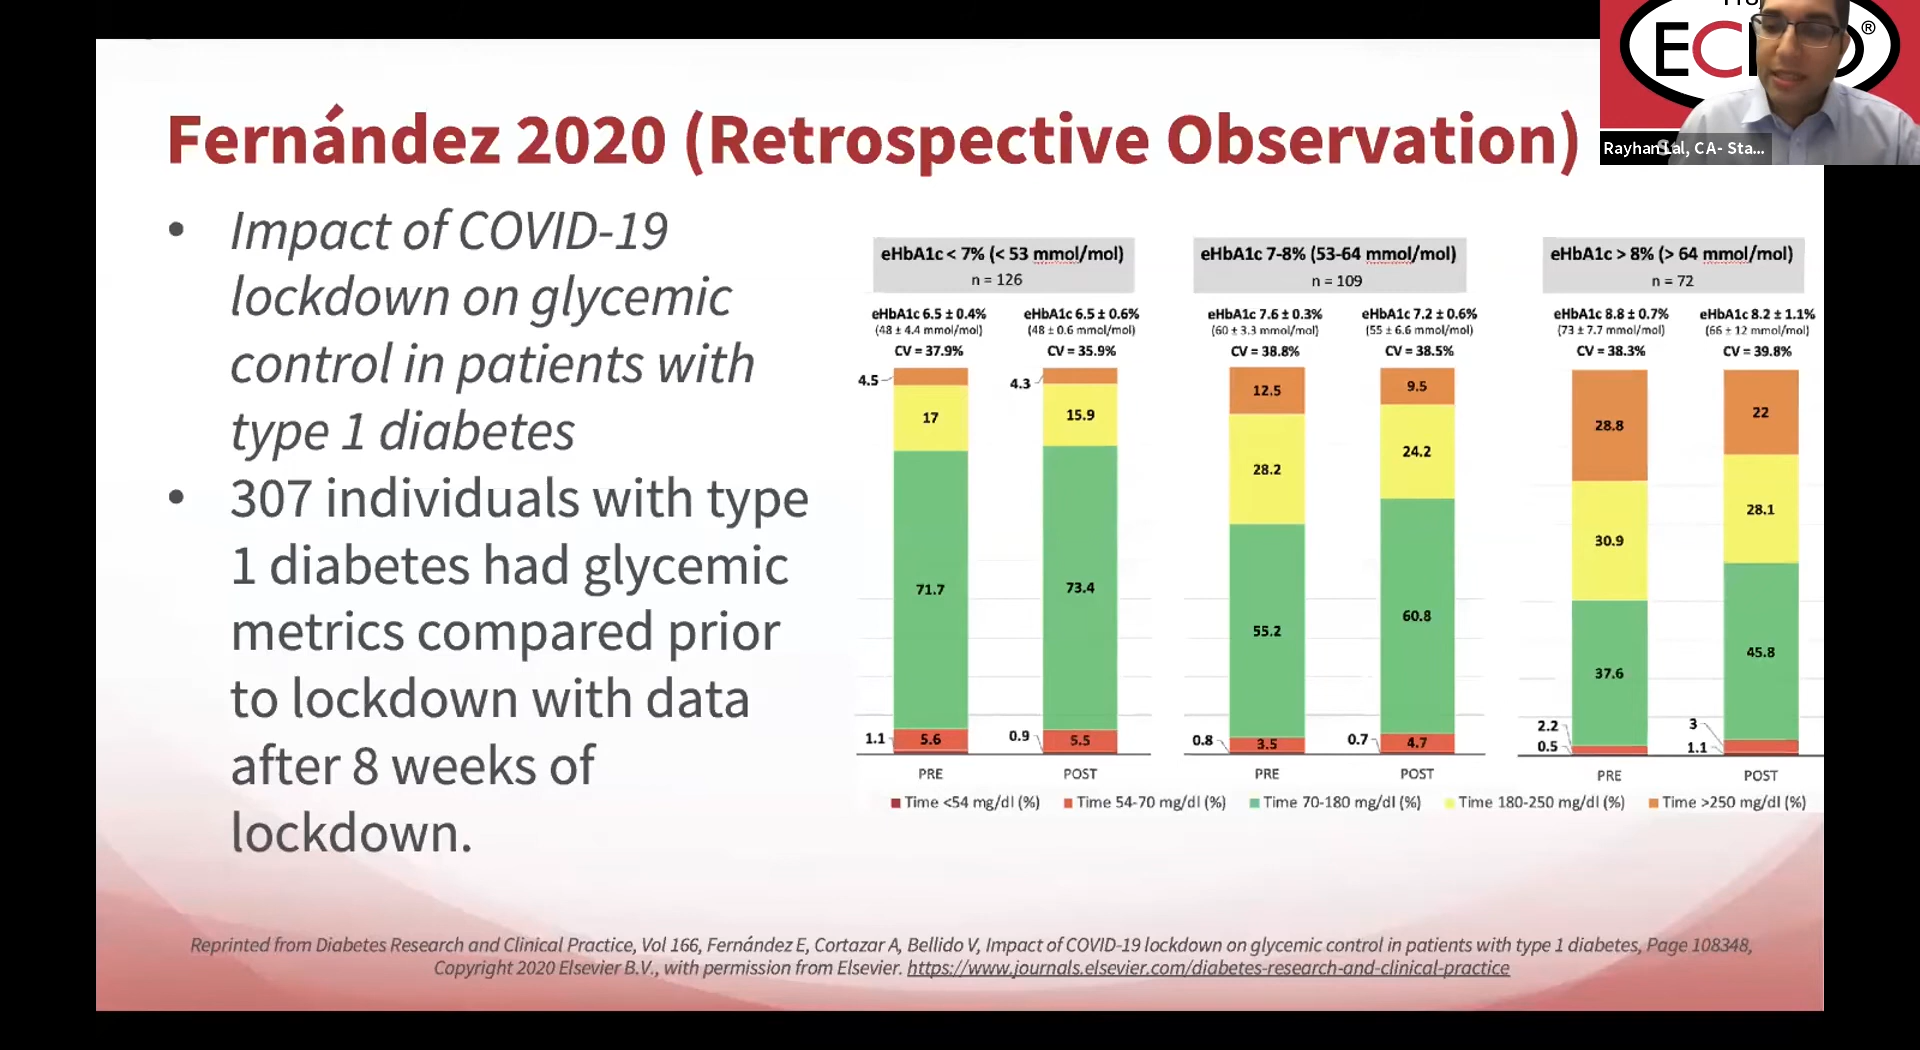 ECHO®
Rayhan Lal, CA- Sta...
Fernández 2020 (Retrospective Observation)
• Impact of COVID-19
lockdown on glycemic
control in patients with
type 1 diabetes
• 307 individuals with type
1 diabetes had glycemic
metrics compared prior
to lockdown with data
after 8 weeks of
lockdown.
eHbA1c < 7% (< 53 mmol/mol)
n = 126
eHbA1c 6.5 ± 0.4%
(48 ± 4.4 mmol/mol)
CV = 37.9%
4.5
17
71.7
1.1
5.6
PRE
eHbA1c 6.5 ± 0.6%
(48 ± 0.6 mmol/mol)
CV = 35.9%
4.3
15.9
73.4
0.9
5.5
POST
eHbA1c 7-8% (53-64 mmol/mol)
n = 109
eHbA1c 7.6 ± 0.3%
(60 ± 3.3 mmol/mol)
CV = 38.8%
12.5
28.2
55.2
0.8
3.5
PRE
eHbA1c 7.2 ± 0.6%
(55 ± 6.6 mmol/mol)
CV = 38.5%
9.5
24.2
60.8
0.7
4.7
POST
eHbA1c > 8% (> 64 mmol/mol)
n = 72
eHbA1c 8.8 ± 0.7%
(73 ± 7.7 mmol/mol)
CV = 38.3%
28.8
30.9
37.6
2.2
0.5
PRE
eHbA1c 8.2 ± 1.1%
(66 ± 12 mmol/mol)
CV = 39.8%
22
28.1
45.8
3
1.1
POST
Time <54 mg/dl (%)
Time 54-70 mg/dl (%)
Time 70-180 mg/dl (%)
Time 180-250 mg/dl (%)
Time >250 mg/dl (%)
Reprinted from Diabetes Research and Clinical Practice, Vol 166, Fernández E, Cortazar A, Bellido V, Impact of COVID-19 lockdown on glycemic control in patients with type 1 diabetes, Page 108348,
Copyright 2020 Elsevier B.V., with permission from Elsevier. https://www.journals.elsevier.com/diabetes-research-and-clinical-practice